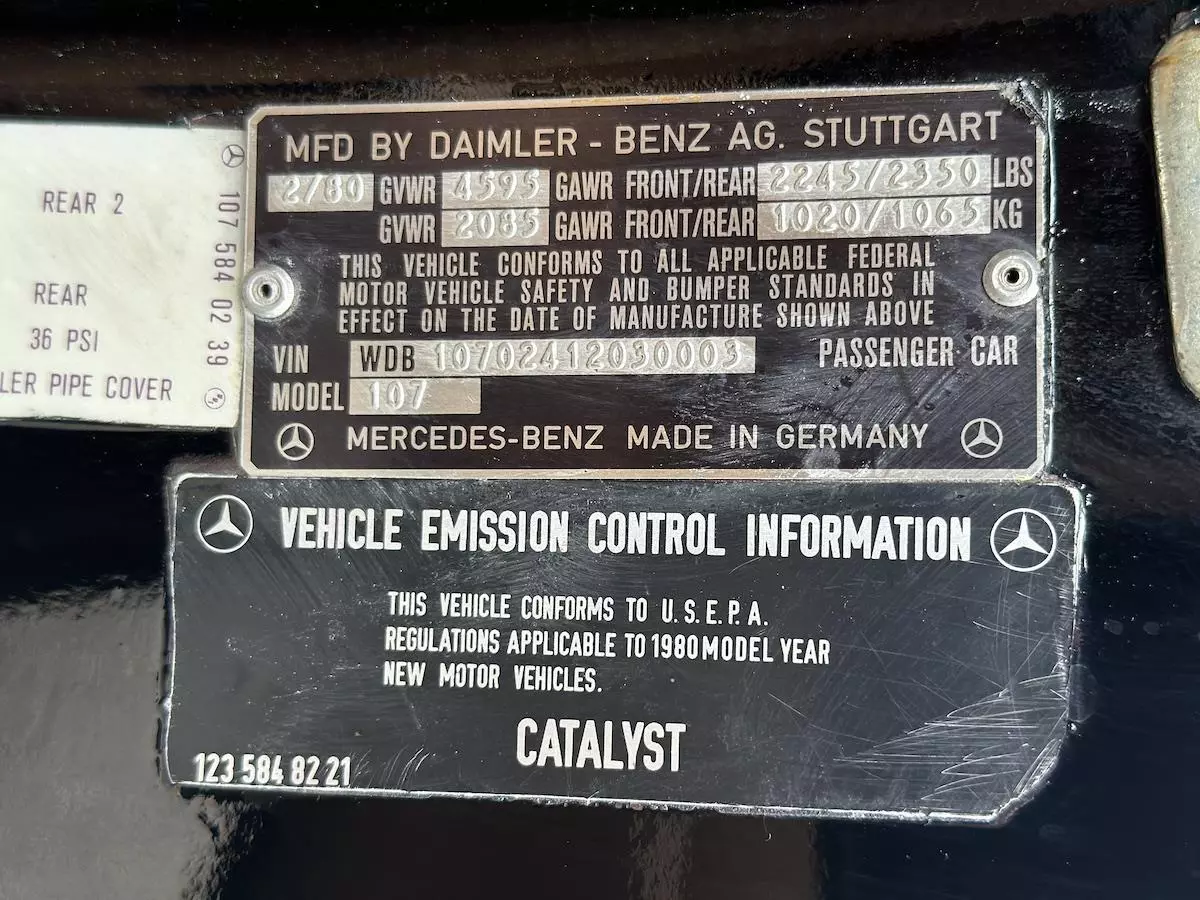 REAR 2
REAR
36 PSI
LER PIPE COVER
107 584 02 39
MFD BY DAIMLER - BENZ AG. STUTTGART
2/80 GVWR 4595 GAWR FRONT/REAR 2245/2350 LBS
GVWR 2085 GAWR FRONT/REAR 1020/1065 KG
THIS VEHICLE CONFORMS TO ALL APPLICABLE FEDERAL
MOTOR VEHICLE SAFETY AND BUMPER STANDARDS IN
EFFECT ON THE DATE OF MANUFACTURE SHOWN ABOVE
VIN WDB 10702412030003 PASSENGER CAR
MODEL 107
MERCEDES-BENZ MADE IN GERMANY
VEHICLE EMISSION CONTROL INFORMATION
THIS VEHICLE CONFORMS TO U.S.E.P.A.
REGULATIONS APPLICABLE TO 1980 MODEL YEAR
NEW MOTOR VEHICLES.
CATALYST
123 584 82 21